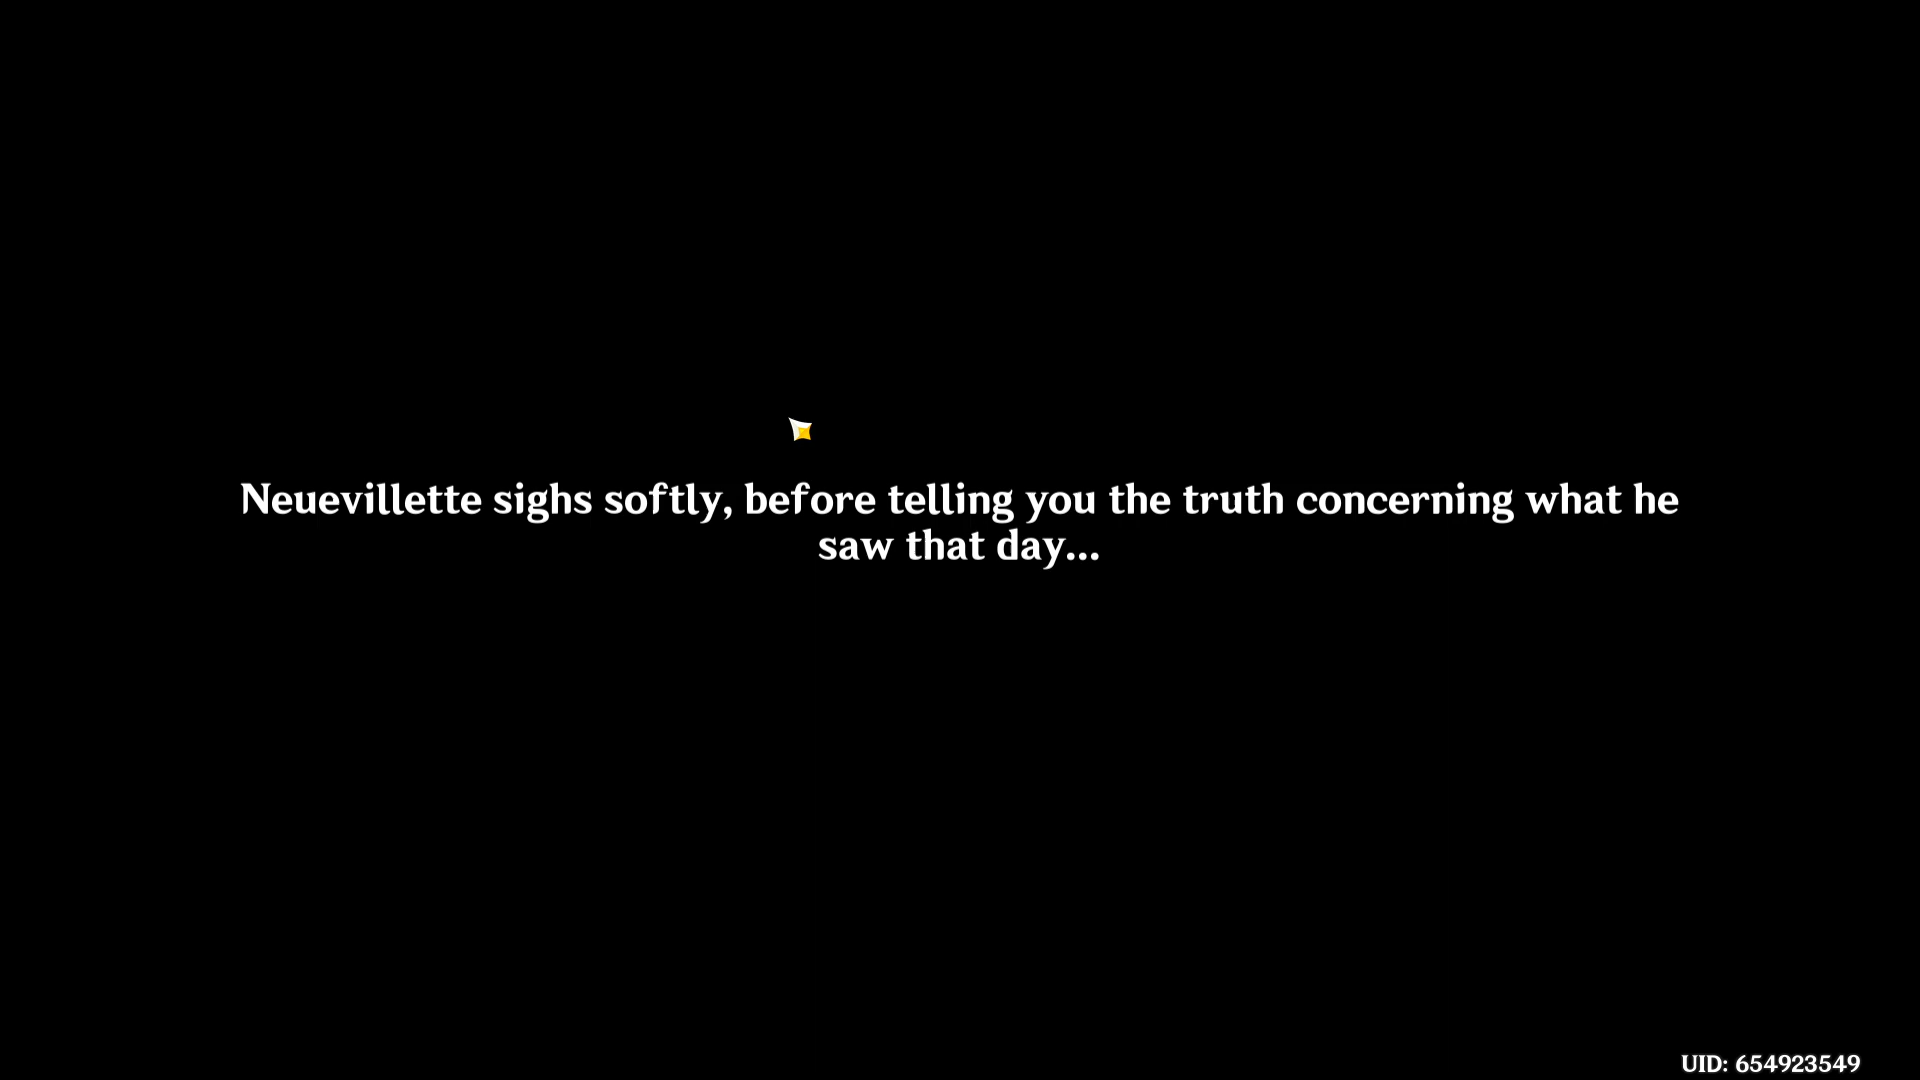 Neuevillette sighs softly, before telling you the truth concerning what he
saw that day...
UID: 654923549